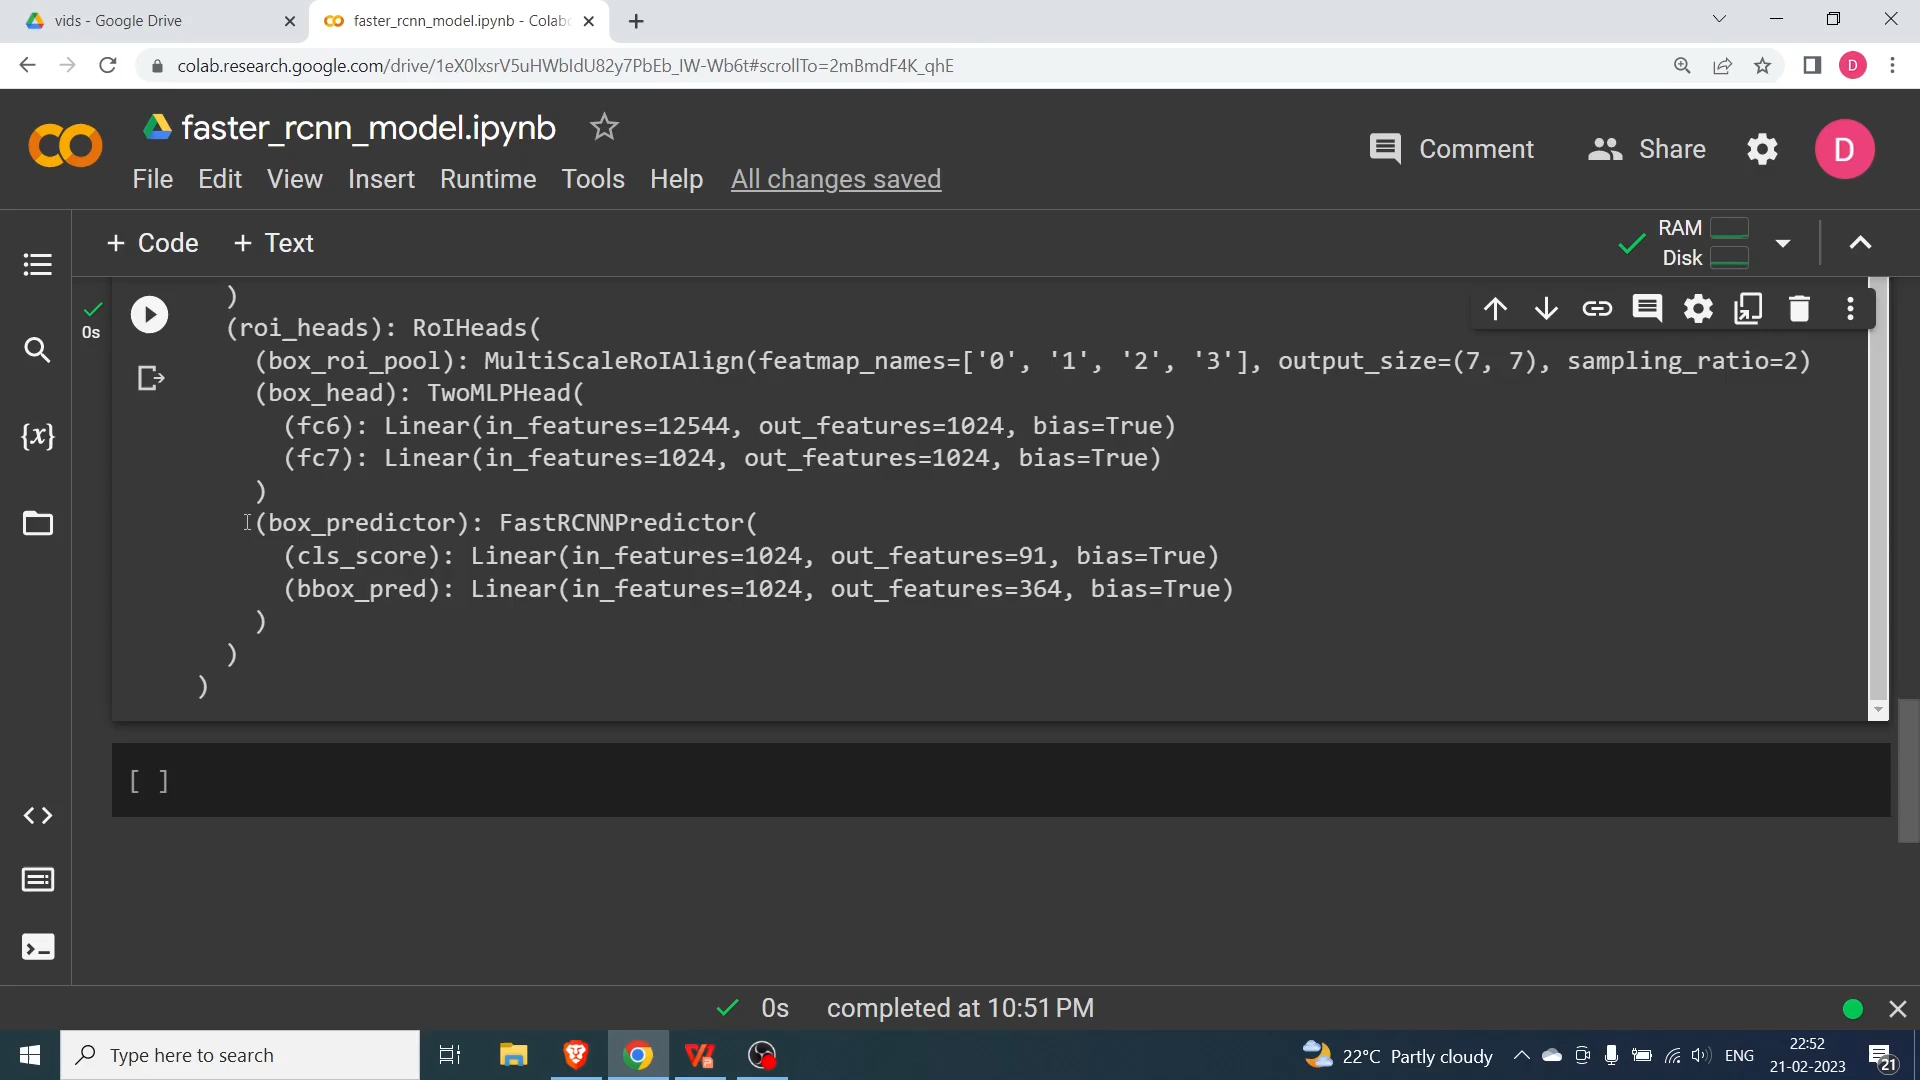 vids - Google Drive
faster_rcnn_model.ipynb - Colab
colab.research.google.com/drive/1eX0lxsrV5uHWbIdU82y7PbEb_IW-Wb6t#scrollTo=2mBmdF4K_qhE
D
faster_rcnn_model.ipynb
Comment
Share
D
File Edit View Insert Runtime Tools Help All changes saved
+ Code + Text
RAM
Disk
0s
)
(roi_heads): RoIHeads(
(box_roi_pool): MultiScaleRoIAlign(featmap_names=['0', '1', '2', '3'], output_size=(7, 7), sampling_ratio=2)
(box_head): TwoMLPHead(
(fc6): Linear(in_features=12544, out_features=1024, bias=True)
(fc7): Linear(in_features=1024, out_features=1024, bias=True)
)
(box_predictor): FastRCNNPredictor(
(cls_score): Linear(in_features=1024, out_features=91, bias=True)
(bbox_pred): Linear(in_features=1024, out_features=364, bias=True)
)
)
)
{x}
[ ]
0s completed at 10:51 PM
Type here to search
22°C Partly cloudy
ENG
22:52
21-02-2023
21